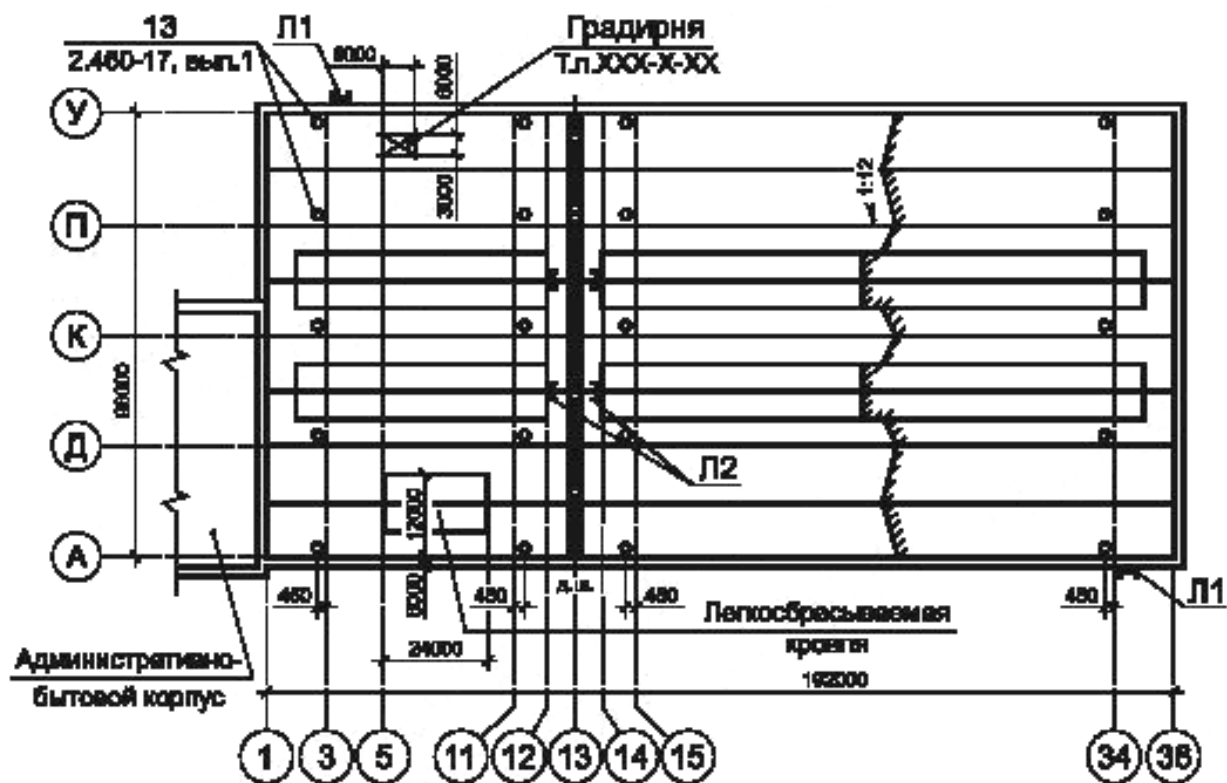 13
2.460-17, вып.1
Л1
Градирня
Т.п.XXX-X-XX
6000
6000
3000
У
П
К
Д
А
1:12
Л2
12000
6000
24000
450
450
д.ш.
450
450
Л1
Легкосбрасываемая
кровля
Административно-
бытовой корпус
192000
1
3
5
11
12
13
14
15
34